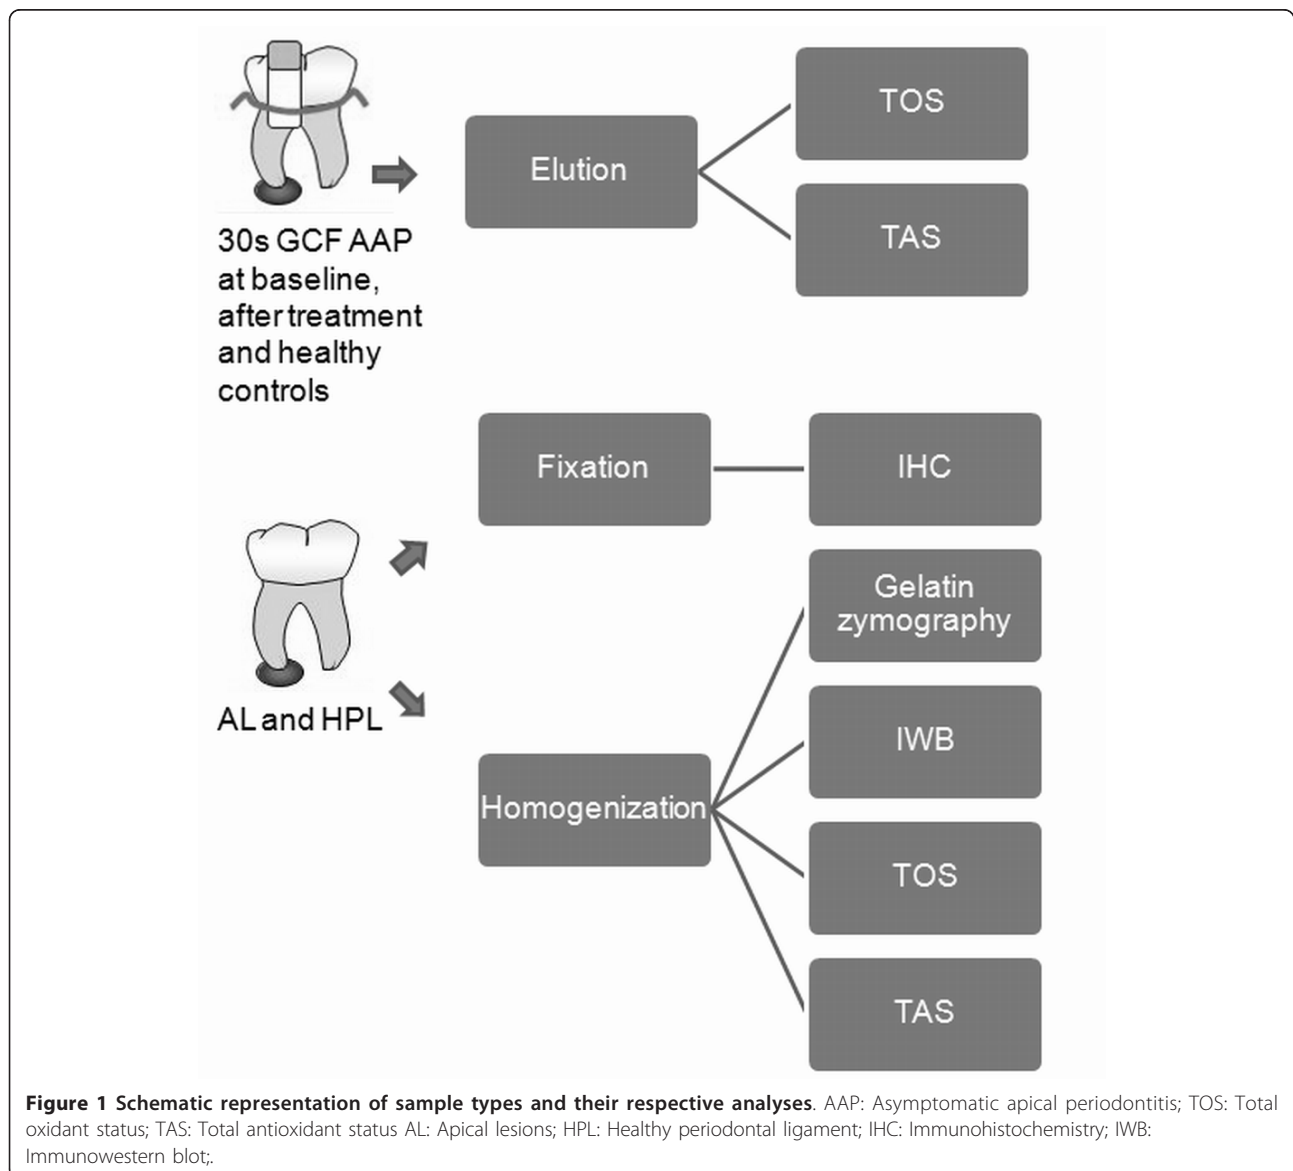 30s GCF AAP
at baseline,
after treatment
and healthy
controls
Elution
TOS
TAS
AL and HPL
Fixation
IHC
Homogenization
Gelatin
zymography
IWB
TOS
TAS
Figure 1 Schematic representation of sample types and their respective analyses. AAP: Asymptomatic apical periodontitis; TOS: Total
oxidant status; TAS: Total antioxidant status AL: Apical lesions; HPL: Healthy periodontal ligament; IHC: Immunohistochemistry; IWB:
Immunowestern blot;.